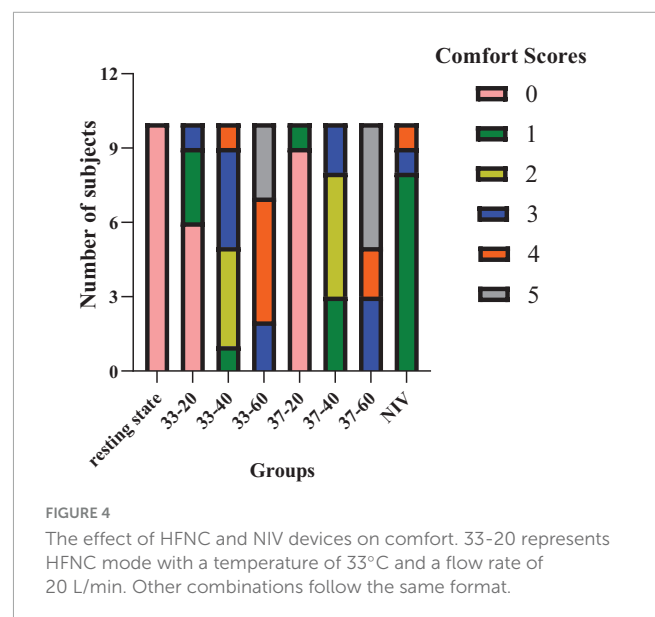 Comfort Scores
0
1
2
3
4
5
Number of subjects
12
9
6
3
0
resting state
33-20
33-40
33-60
37-20
37-40
37-60
NIV
Groups
FIGURE 4
The effect of HFNC and NIV devices on comfort. 33-20 represents
HFNC mode with a temperature of 33°C and a flow rate of
20 L/min. Other combinations follow the same format.